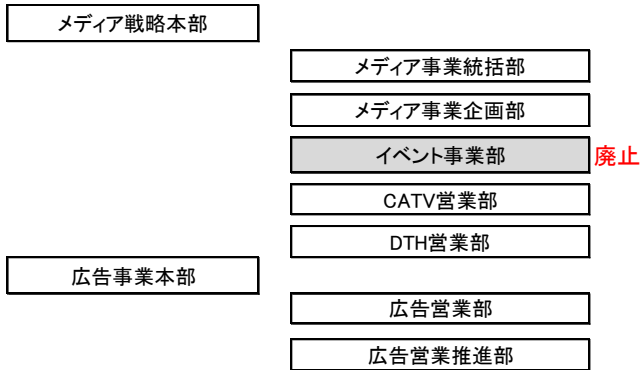 メディア戦略本部
メディア事業統括部
メディア事業企画部
イベント事業部 廃止
CATV営業部
DTH営業部
広告事業本部
広告営業部
広告営業推進部